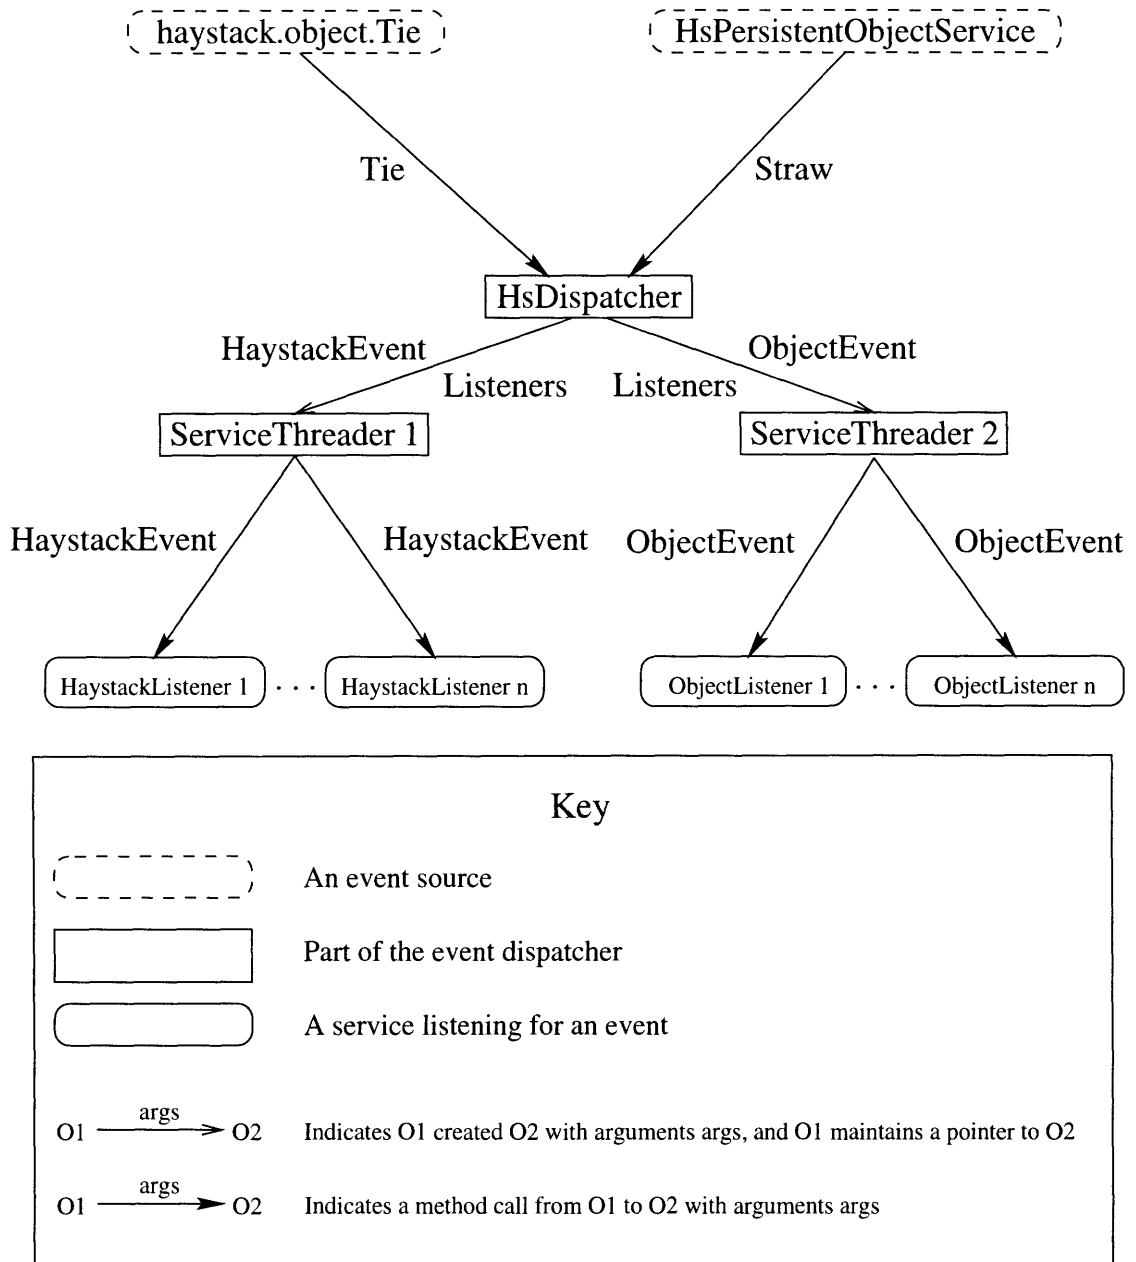 haystack.object.Tie
HsPersistentObjectService
Tie
Straw
HsDispatcher
HaystackEvent
ObjectEvent
Listeners
Listeners
ServiceThreader 1
ServiceThreader 2
HaystackEvent
HaystackEvent
ObjectEvent
ObjectEvent
HaystackListener 1
. . .
HaystackListener n
ObjectListener 1
. . .
ObjectListener n
Key
An event source
Part of the event dispatcher
A service listening for an event
args
O1
O2
Indicates O1 created O2 with arguments args, and O1 maintains a pointer to O2
args
O1
O2
Indicates a method call from O1 to O2 with arguments args